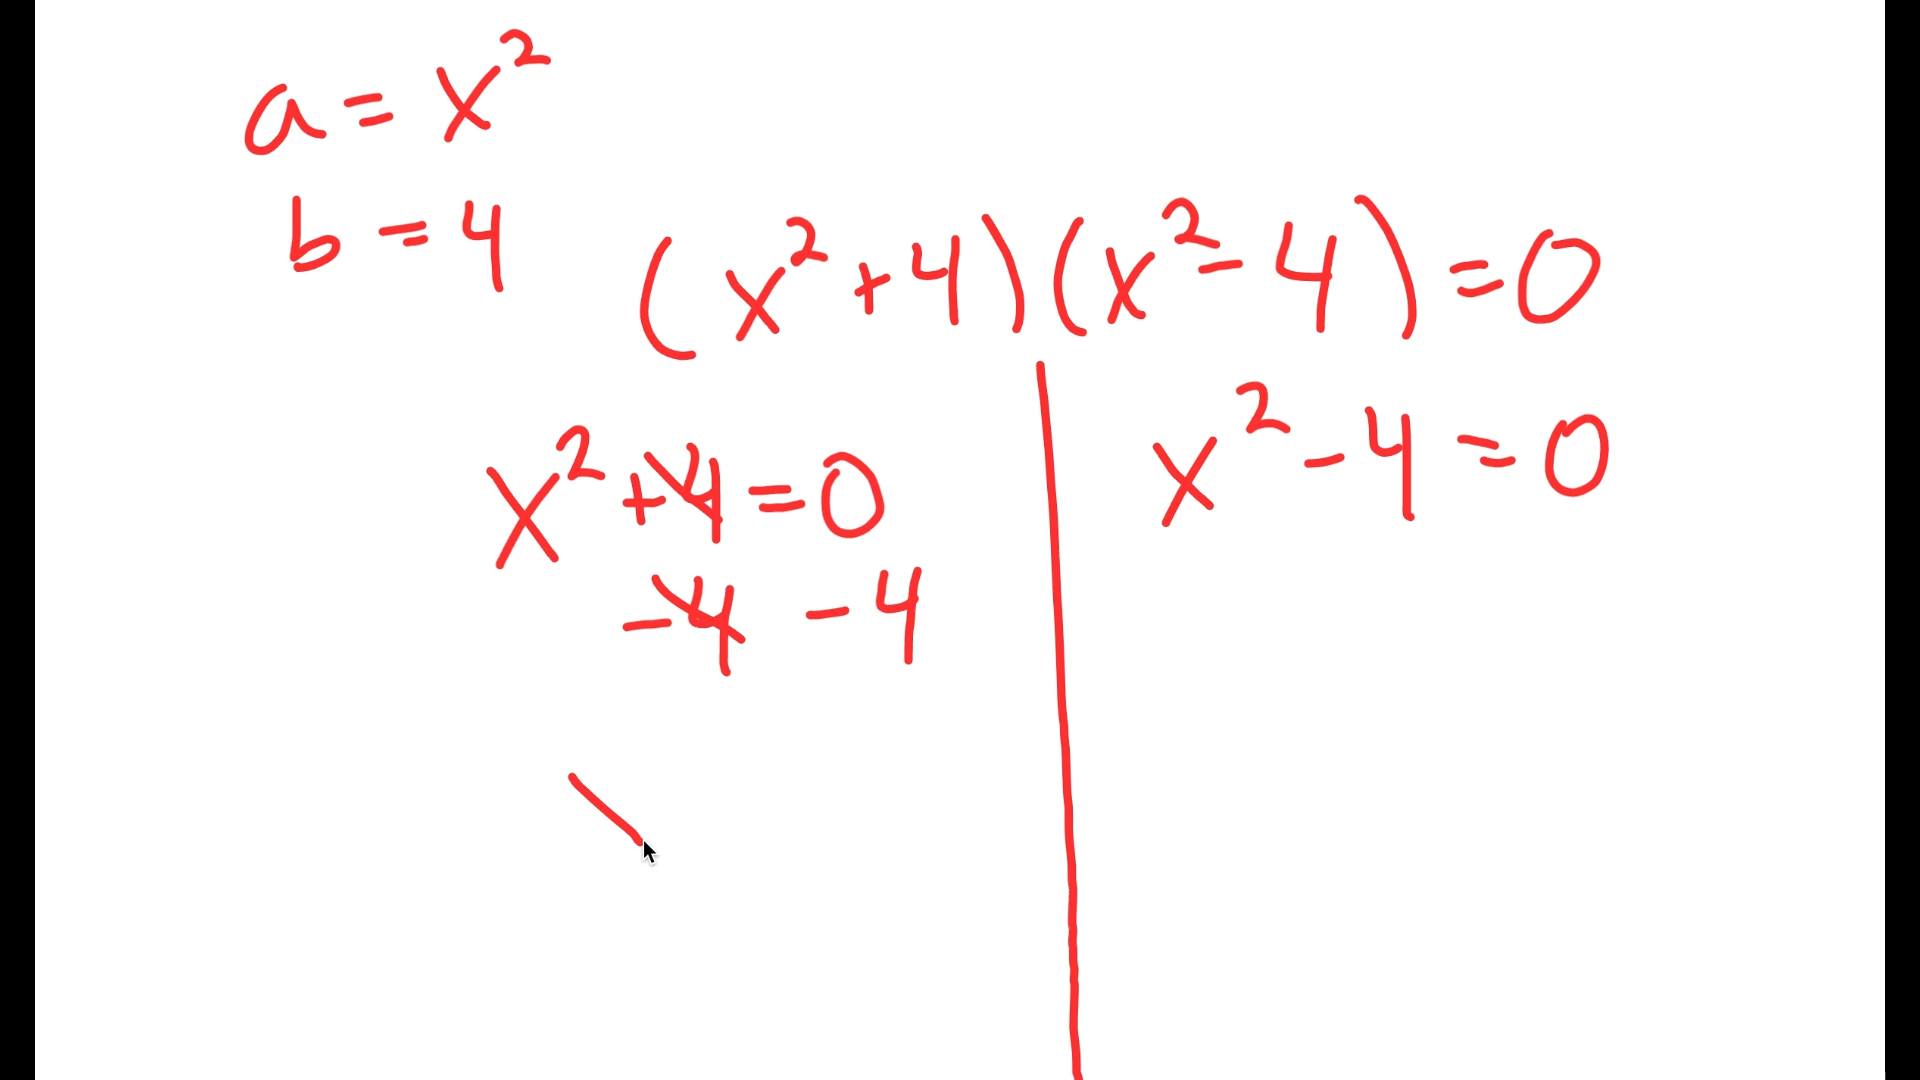 a = x²
b = 4
(x² + 4)(x² - 4) = 0
x² + 4 = 0
- 4 - 4
x² - 4 = 0